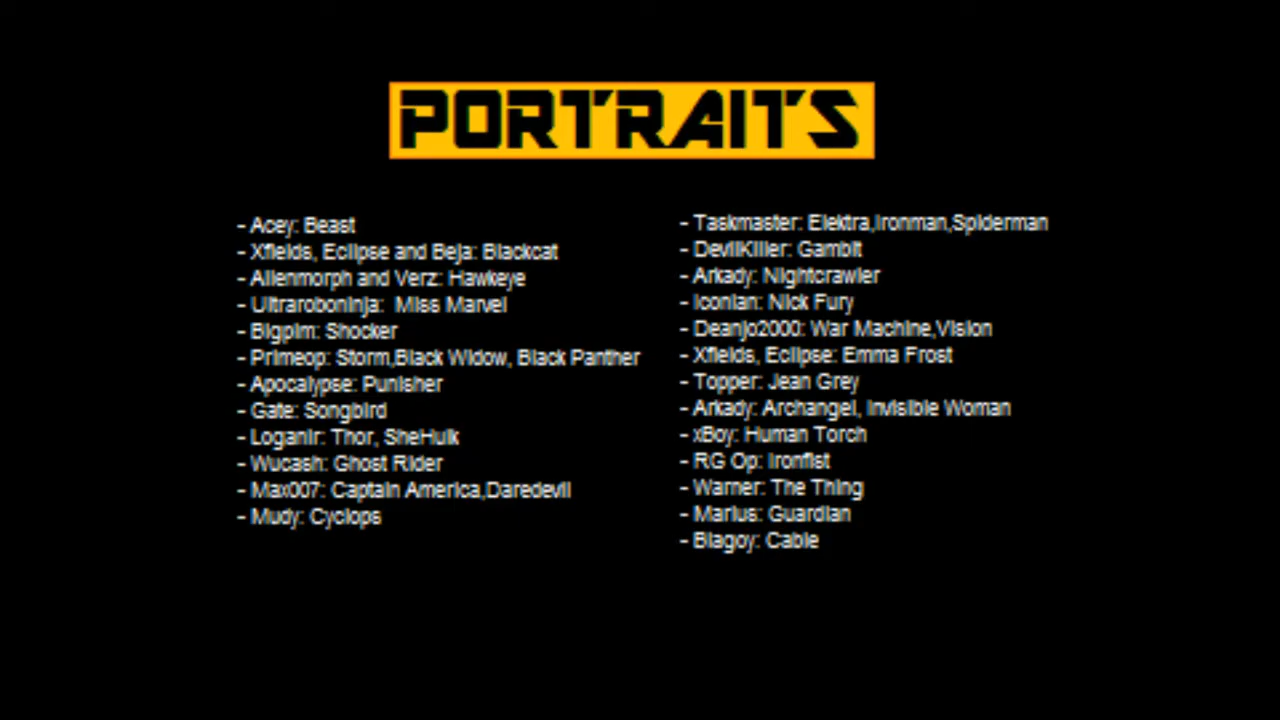 PORTRAITS
- Acey: Beast
- Xfields, Eclipse and Beja: Blackcat
- Alienmorph and Verz: Hawkeye
- Ultraroboninja:  Miss Marvel
- Bigpim: Shocker
- Primeop: Storm,Black Widow, Black Panther
- Apocalypse: Punisher
- Gate: Songbird
- Loganir: Thor, SheHulk
- Wucash: Ghost Rider
- Max007: Captain America,Daredevil
- Mudy: Cyclops
- Taskmaster: Elektra,Ironman,Spiderman
- DevilKiller: Gambit
- Arkady: Nightcrawler
- Iconian: Nick Fury
- Deanjo2000: War Machine,Vision
- Xfields, Eclipse: Emma Frost
- Topper: Jean Grey
- Arkady: Archangel, Invisible Woman
- xBoy: Human Torch
- RG Op: Ironfist
- Warner: The Thing
- Marius: Guardian
- Blagoy: Cable